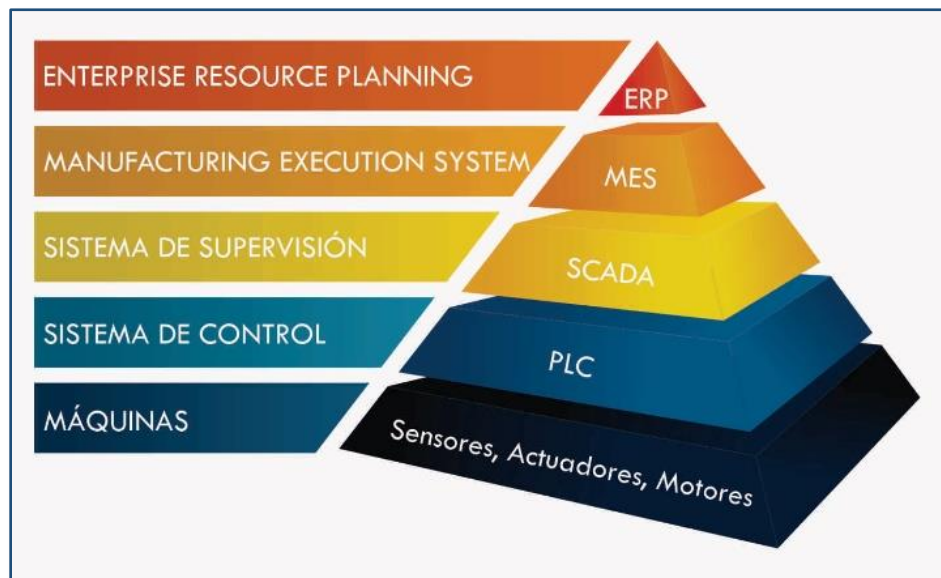 ENTERPRISE RESOURCE PLANNING
ERP
MANUFACTURING EXECUTION SYSTEM
MES
SISTEMA DE SUPERVISIÓN
SCADA
SISTEMA DE CONTROL
PLC
MÁQUINAS
Sensores, Actuadores, Motores